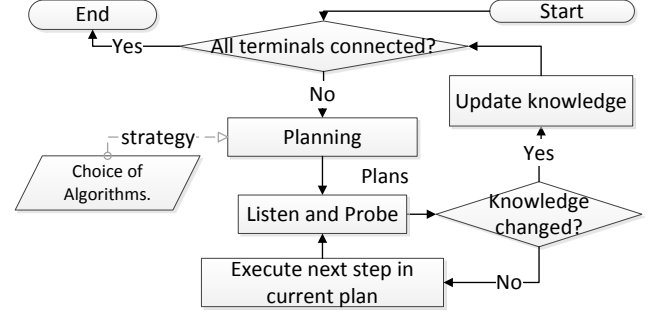 End
Start
All terminals connected?
Yes
No
Update knowledge
strategy
Planning
Yes
Choice of
Algorithms.
Plans
Listen and Probe
Knowledge
changed?
Execute next step in
current plan
No